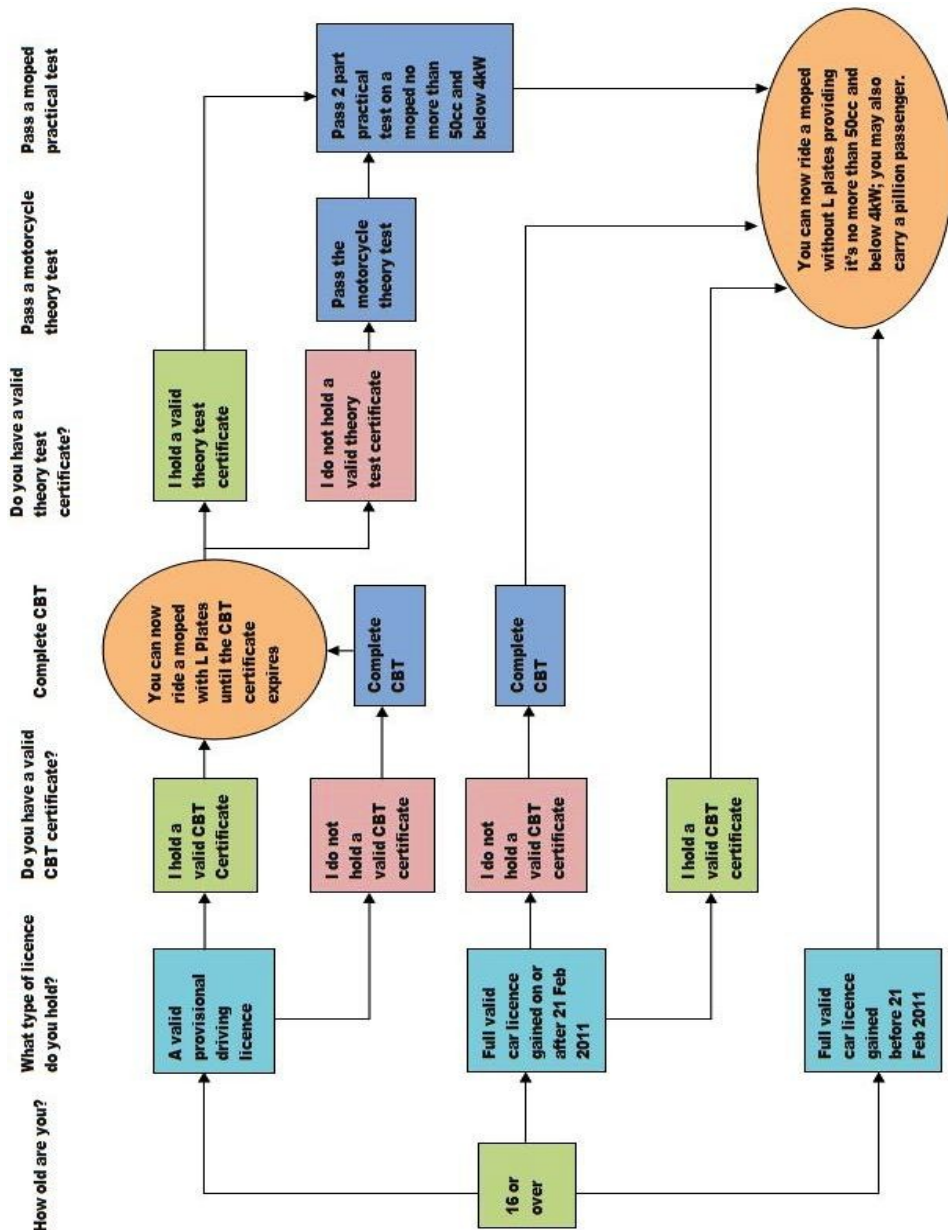 How old are you?
What type of licence
do you hold?
Do you have a valid
CBT certificate?
Complete CBT
Do you have a valid
theory test
certificate?
Pass a motorcycle
theory test
Pass a moped
practical test
16 or
over
A valid
provisional
driving
licence
I hold a
valid CBT
Certificate
You can now
ride a moped
with L Plates
until the CBT
certificate
expires
I hold a valid
theory test
certificate
I do not
hold a
valid CBT
certificate
Complete
CBT
I do not hold a
valid theory
test certificate
Pass the
motorcycle
theory test
Pass 2 part
practical
test on a
moped no
more than
50cc and
below 4kW
Full valid
car licence
gained on or
after 21 Feb
2011
I do not
hold a
valid CBT
certificate
Complete
CBT
I hold a
valid CBT
certificate
Full valid
car licence
gained
before 21
Feb 2011
You can now ride a moped
without L plates providing
it's no more than 50cc and
below 4kW; you may also
carry a pillion passenger.